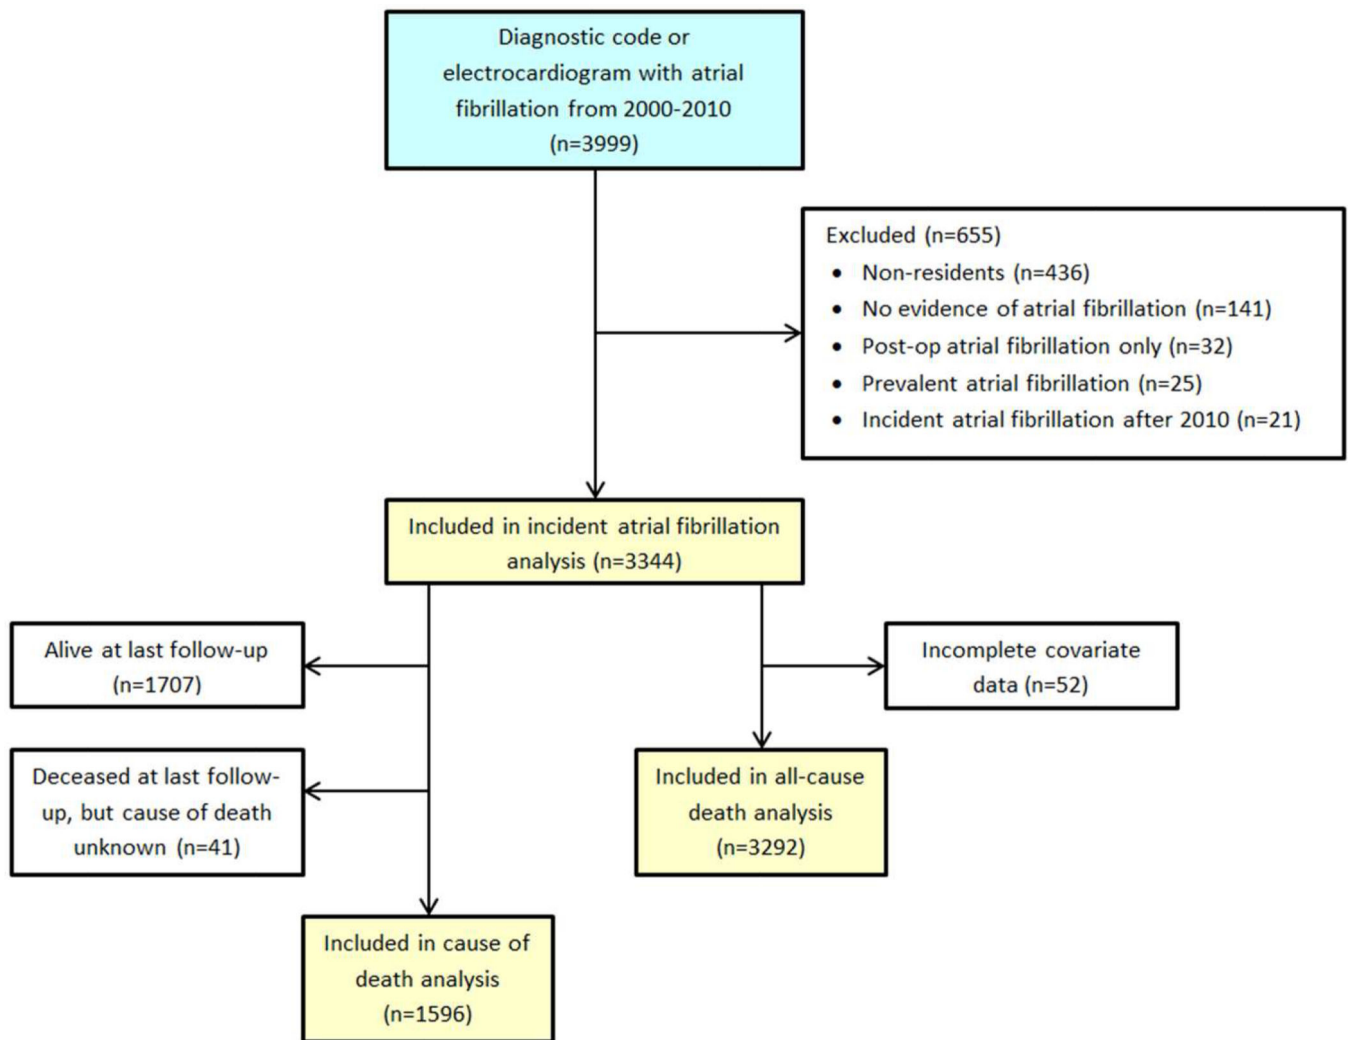 Diagnostic code or
electrocardiogram with atrial
fibrillation from 2000-2010
(n=3999)
Excluded (n=655)
• Non-residents (n=436)
• No evidence of atrial fibrillation (n=141)
• Post-op atrial fibrillation only (n=32)
• Prevalent atrial fibrillation (n=25)
• Incident atrial fibrillation after 2010 (n=21)
Included in incident atrial fibrillation
analysis (n=3344)
Alive at last follow-up
(n=1707)
Incomplete covariate
data (n=52)
Deceased at last follow-
up, but cause of death
unknown (n=41)
Included in all-cause
death analysis
(n=3292)
Included in cause of
death analysis
(n=1596)